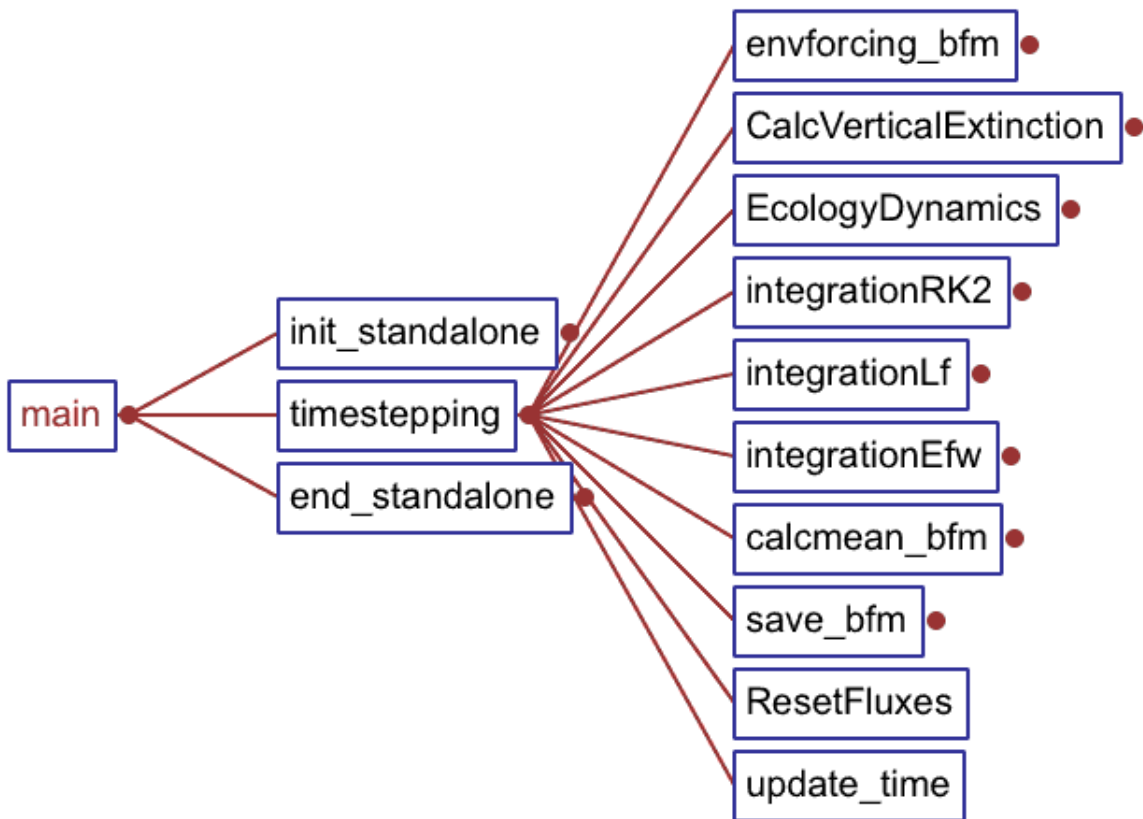 main
init_standalone
timestepping
end_standalone
envforcing_bfm
CalcVerticalExtinction
EcologyDynamics
integrationRK2
integrationLf
integrationEfw
calcmean_bfm
save_bfm
ResetFluxes
update_time